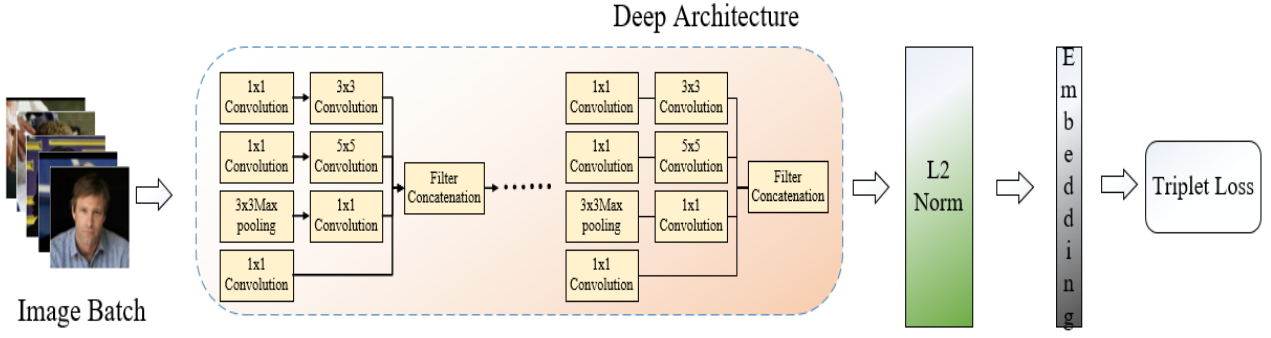 Deep Architecture
1x1
Convolution
3x3
Convolution
1x1
Convolution
5x5
Convolution
3x3Max
pooling
1x1
Convolution
1x1
Convolution
Filter
Concatenation
1x1
Convolution
3x3
Convolution
1x1
Convolution
5x5
Convolution
3x3Max
pooling
1x1
Convolution
1x1
Convolution
Filter
Concatenation
L2
Norm
Embedding
Triplet Loss
Image Batch